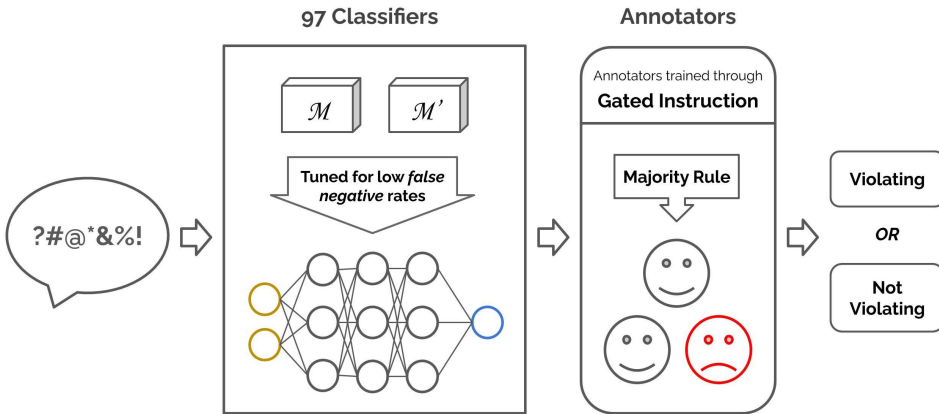 97 Classifiers
Annotators
?#@*&%!
ℳ
ℳ’
Tuned for low false
negative rates
Annotators trained through
Gated Instruction
Majority Rule
Violating
OR
Not
Violating